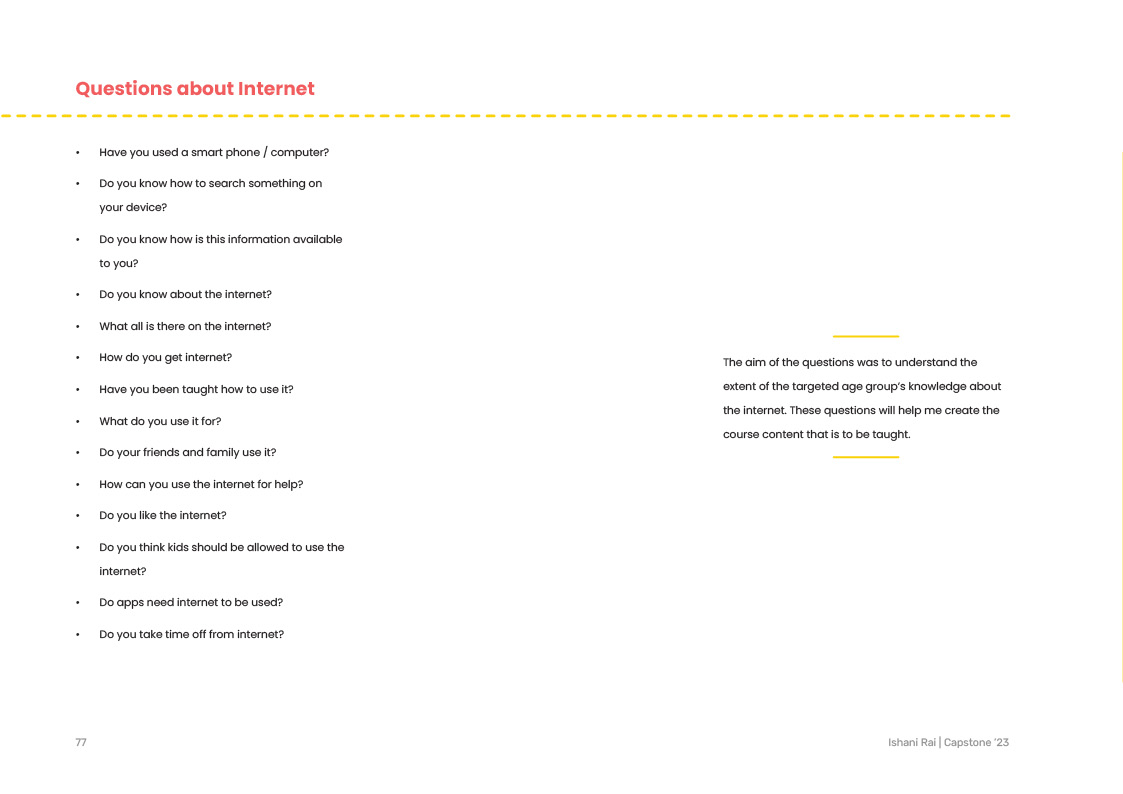 Questions about Internet
• Have you used a smart phone / computer?
• Do you know how to search something on
your device?
• Do you know how is this information available
to you?
• Do you know about the internet?
• What all is there on the internet?
• How do you get internet?
• Have you been taught how to use it?
• What do you use it for?
• Do your friends and family use it?
• How can you use the internet for help?
• Do you like the internet?
• Do you think kids should be allowed to use the
internet?
• Do apps need internet to be used?
• Do you take time off from internet?
The aim of the questions was to understand the
extent of the targeted age group's knowledge about
the internet. These questions will help me create the
course content that is to be taught.
77
Ishani Rai | Capstone '23